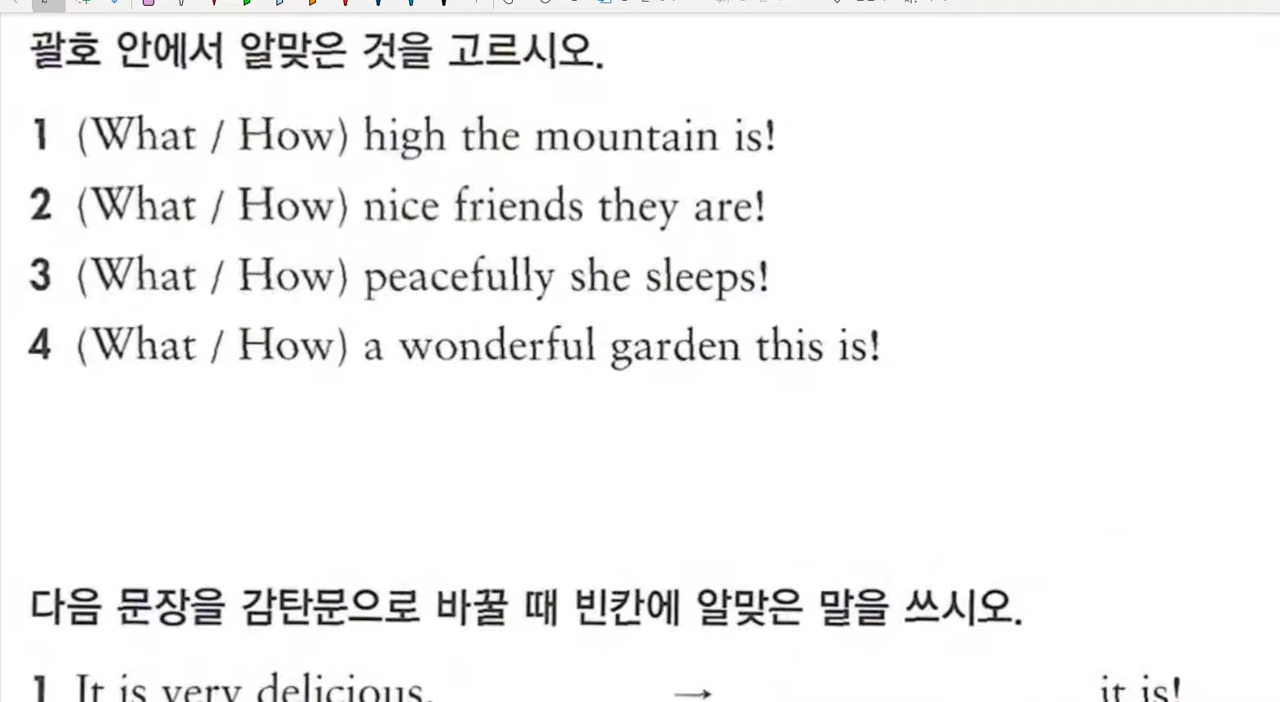 괄호 안에서 알맞은 것을 고르시오.
1 (What / How) high the mountain is!
2 (What / How) nice friends they are!
3 (What / How) peacefully she sleeps!
4 (What / How) a wonderful garden this is!
다음 문장을 감탄문으로 바꿀 때 빈칸에 알맞은 말을 쓰시오.
1 It is very delicious. → it is!